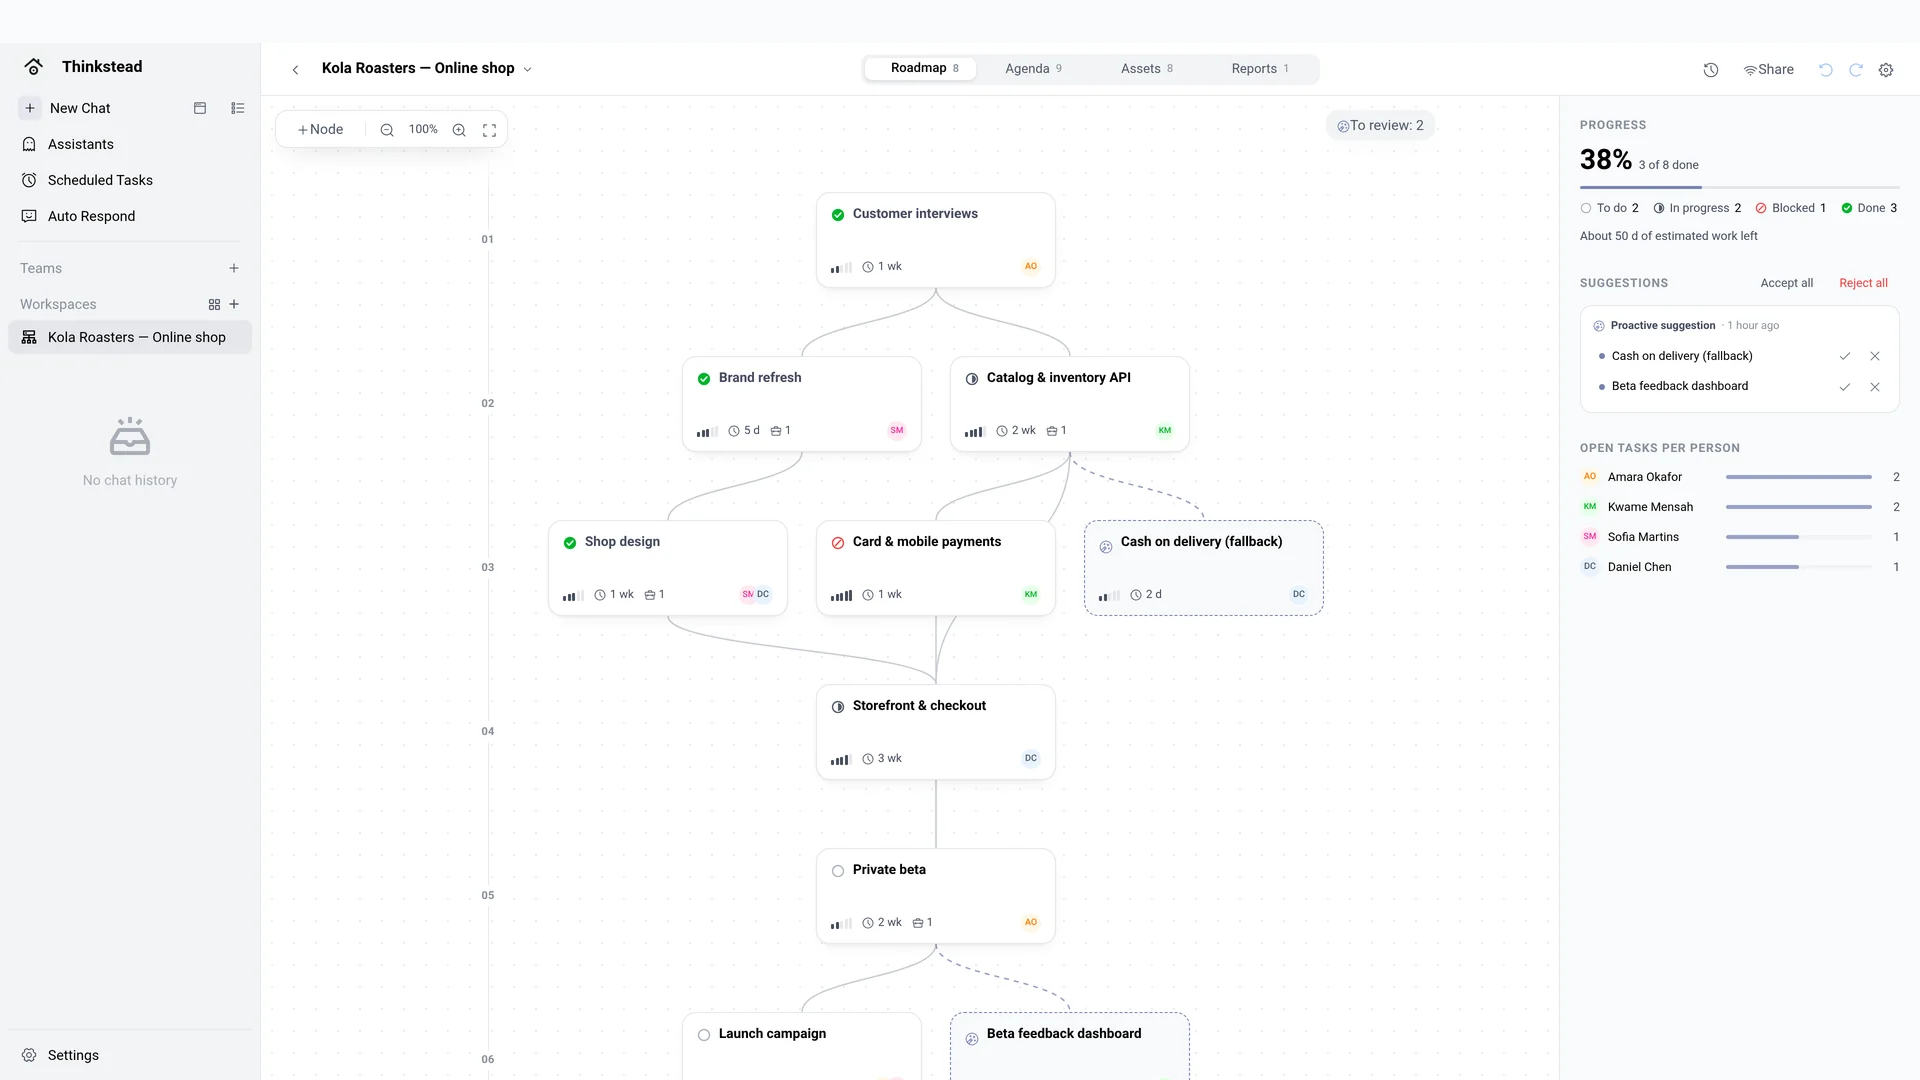 Thinkstead
New Chat
Assistants
Scheduled Tasks
Auto Respond
Teams
Workspaces
Kola Roasters — Online shop
No chat history
Settings
Kola Roasters — Online shop
Roadmap 8
Agenda 9
Assets 8
Reports 1
Share
+ Node
100%
To review: 2
01
Customer interviews
1 wk
AO
02
Brand refresh
5 d
1
SM
Catalog & inventory API
2 wk
1
KM
03
Shop design
1 wk
1
SM
DC
Card & mobile payments
1 wk
KM
Cash on delivery (fallback)
2 d
DC
04
Storefront & checkout
3 wk
DC
05
Private beta
2 wk
1
AO
06
Launch campaign
Beta feedback dashboard
PROGRESS
38% 3 of 8 done
To do 2
In progress 2
Blocked 1
Done 3
About 50 d of estimated work left
SUGGESTIONS
Accept all
Reject all
Proactive suggestion · 1 hour ago
Cash on delivery (fallback)
Beta feedback dashboard
OPEN TASKS PER PERSON
AO Amara Okafor 2
KM Kwame Mensah 2
SM Sofia Martins 1
DC Daniel Chen 1